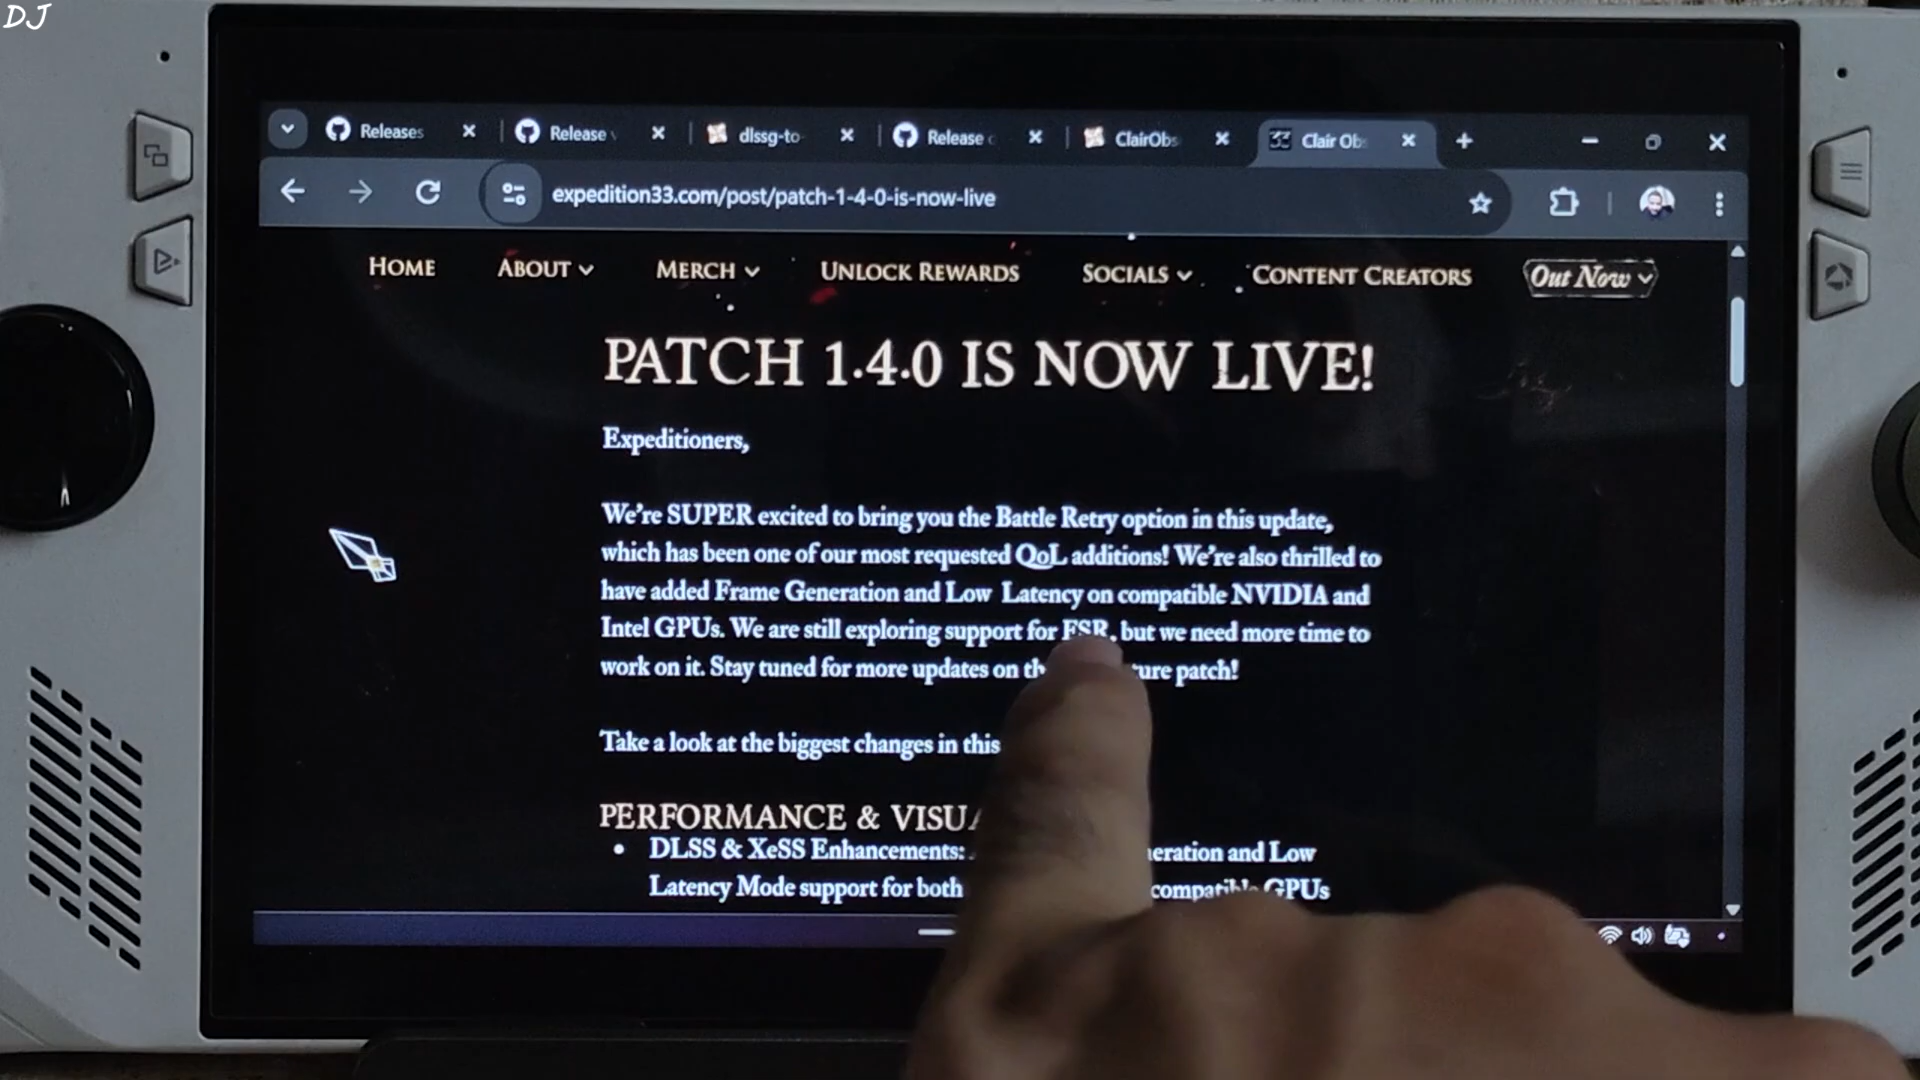 DJ
Releases
Release
dlssg-to
Release
ClairObs
Clair Obs
expedition33.com/post/patch-1-4-0-is-now-live
HOME ABOUT MERCH UNLOCK REWARDS SOCIALS CONTENT CREATORS Out Now
PATCH 1.4.0 IS NOW LIVE!
Expeditioners,
We're SUPER excited to bring you the Battle Retry option in this update,
which has been one of our most requested QoL additions! We're also thrilled to
have added Frame Generation and Low Latency on compatible NVIDIA and
Intel GPUs. We are still exploring support for FSR, but we need more time to
work on it. Stay tuned for more updates on patch!
Take a look at the biggest changes in this
PERFORMANCE &
DLSS & XeSS Enhancements: and Low
Latency Mode support for both compatible GPUs